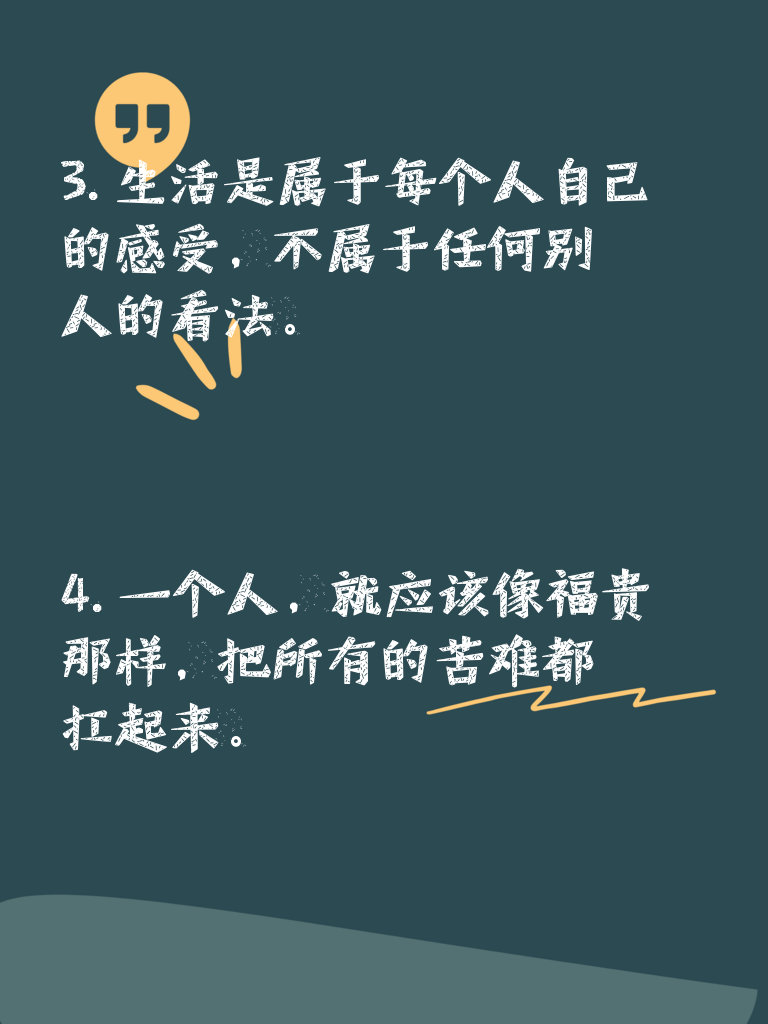 3. 生活是属于每个人自己
的感受，不属于任何别
人的看法。
4. 一个人，就应该像福贵
那样，把所有的苦难都
扛起来。